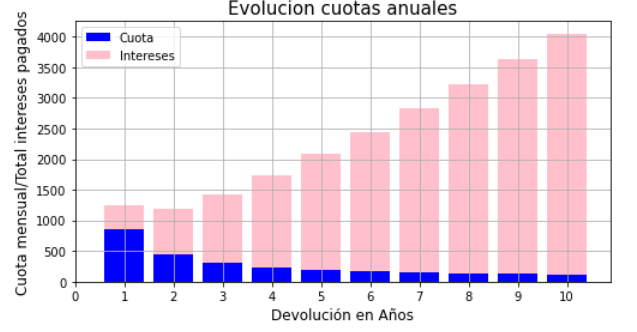 Evolucion cuotas anuales
Cuota
Intereses
Cuota mensual/Total intereses pagados
4000
3500
3000
2500
2000
1500
1000
500
0
0 1 2 3 4 5 6 7 8 9 10
Devolución en Años